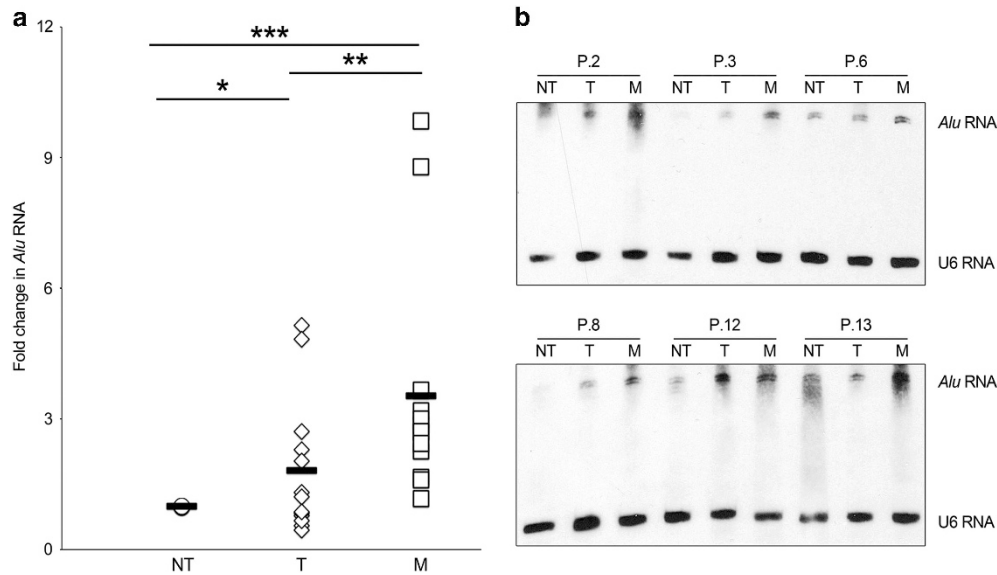 a
12
9
6
3
0
Fold change in Alu RNA
***
**
*
NT T M
b
P.2 P.3 P.6
NT T M NT T M NT T M
Alu RNA
U6 RNA
P.8 P.12 P.13
NT T M NT T M NT T M
Alu RNA
U6 RNA